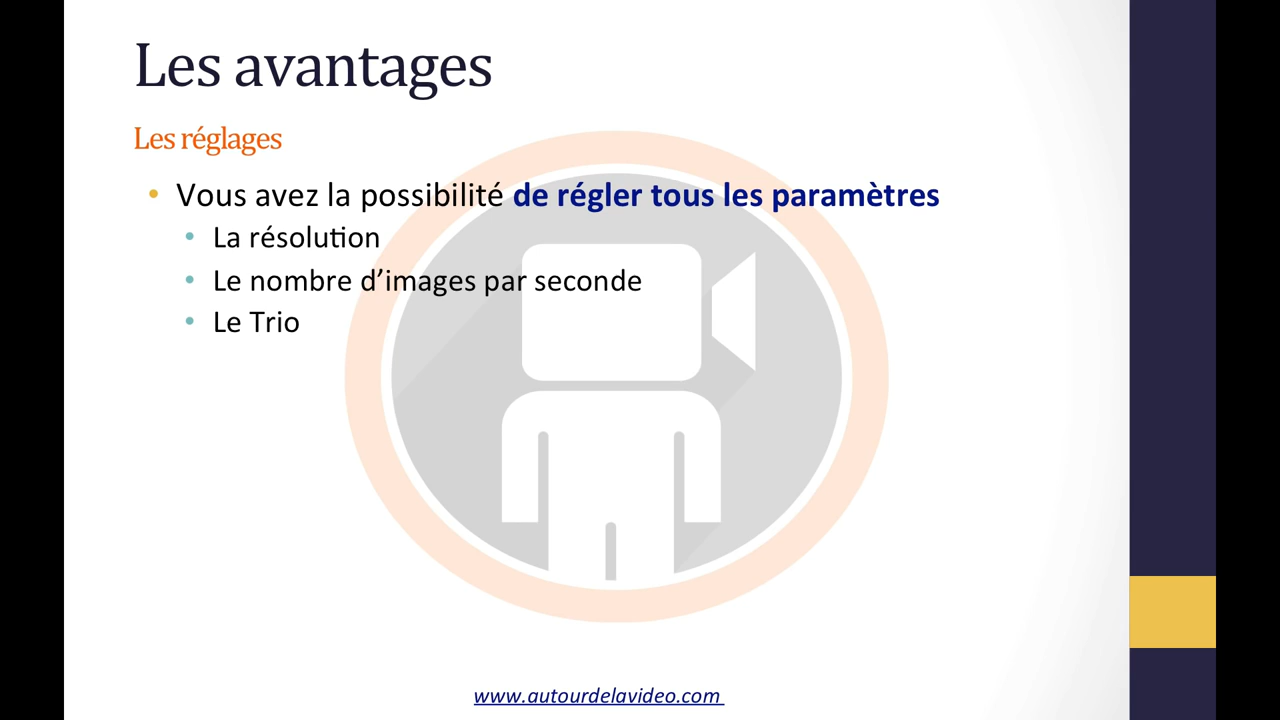 Les avantages
Les réglages
• Vous avez la possibilité de régler tous les paramètres
• La résolution
• Le nombre d’images par seconde
• Le Trio
www.autourdelavideo.com